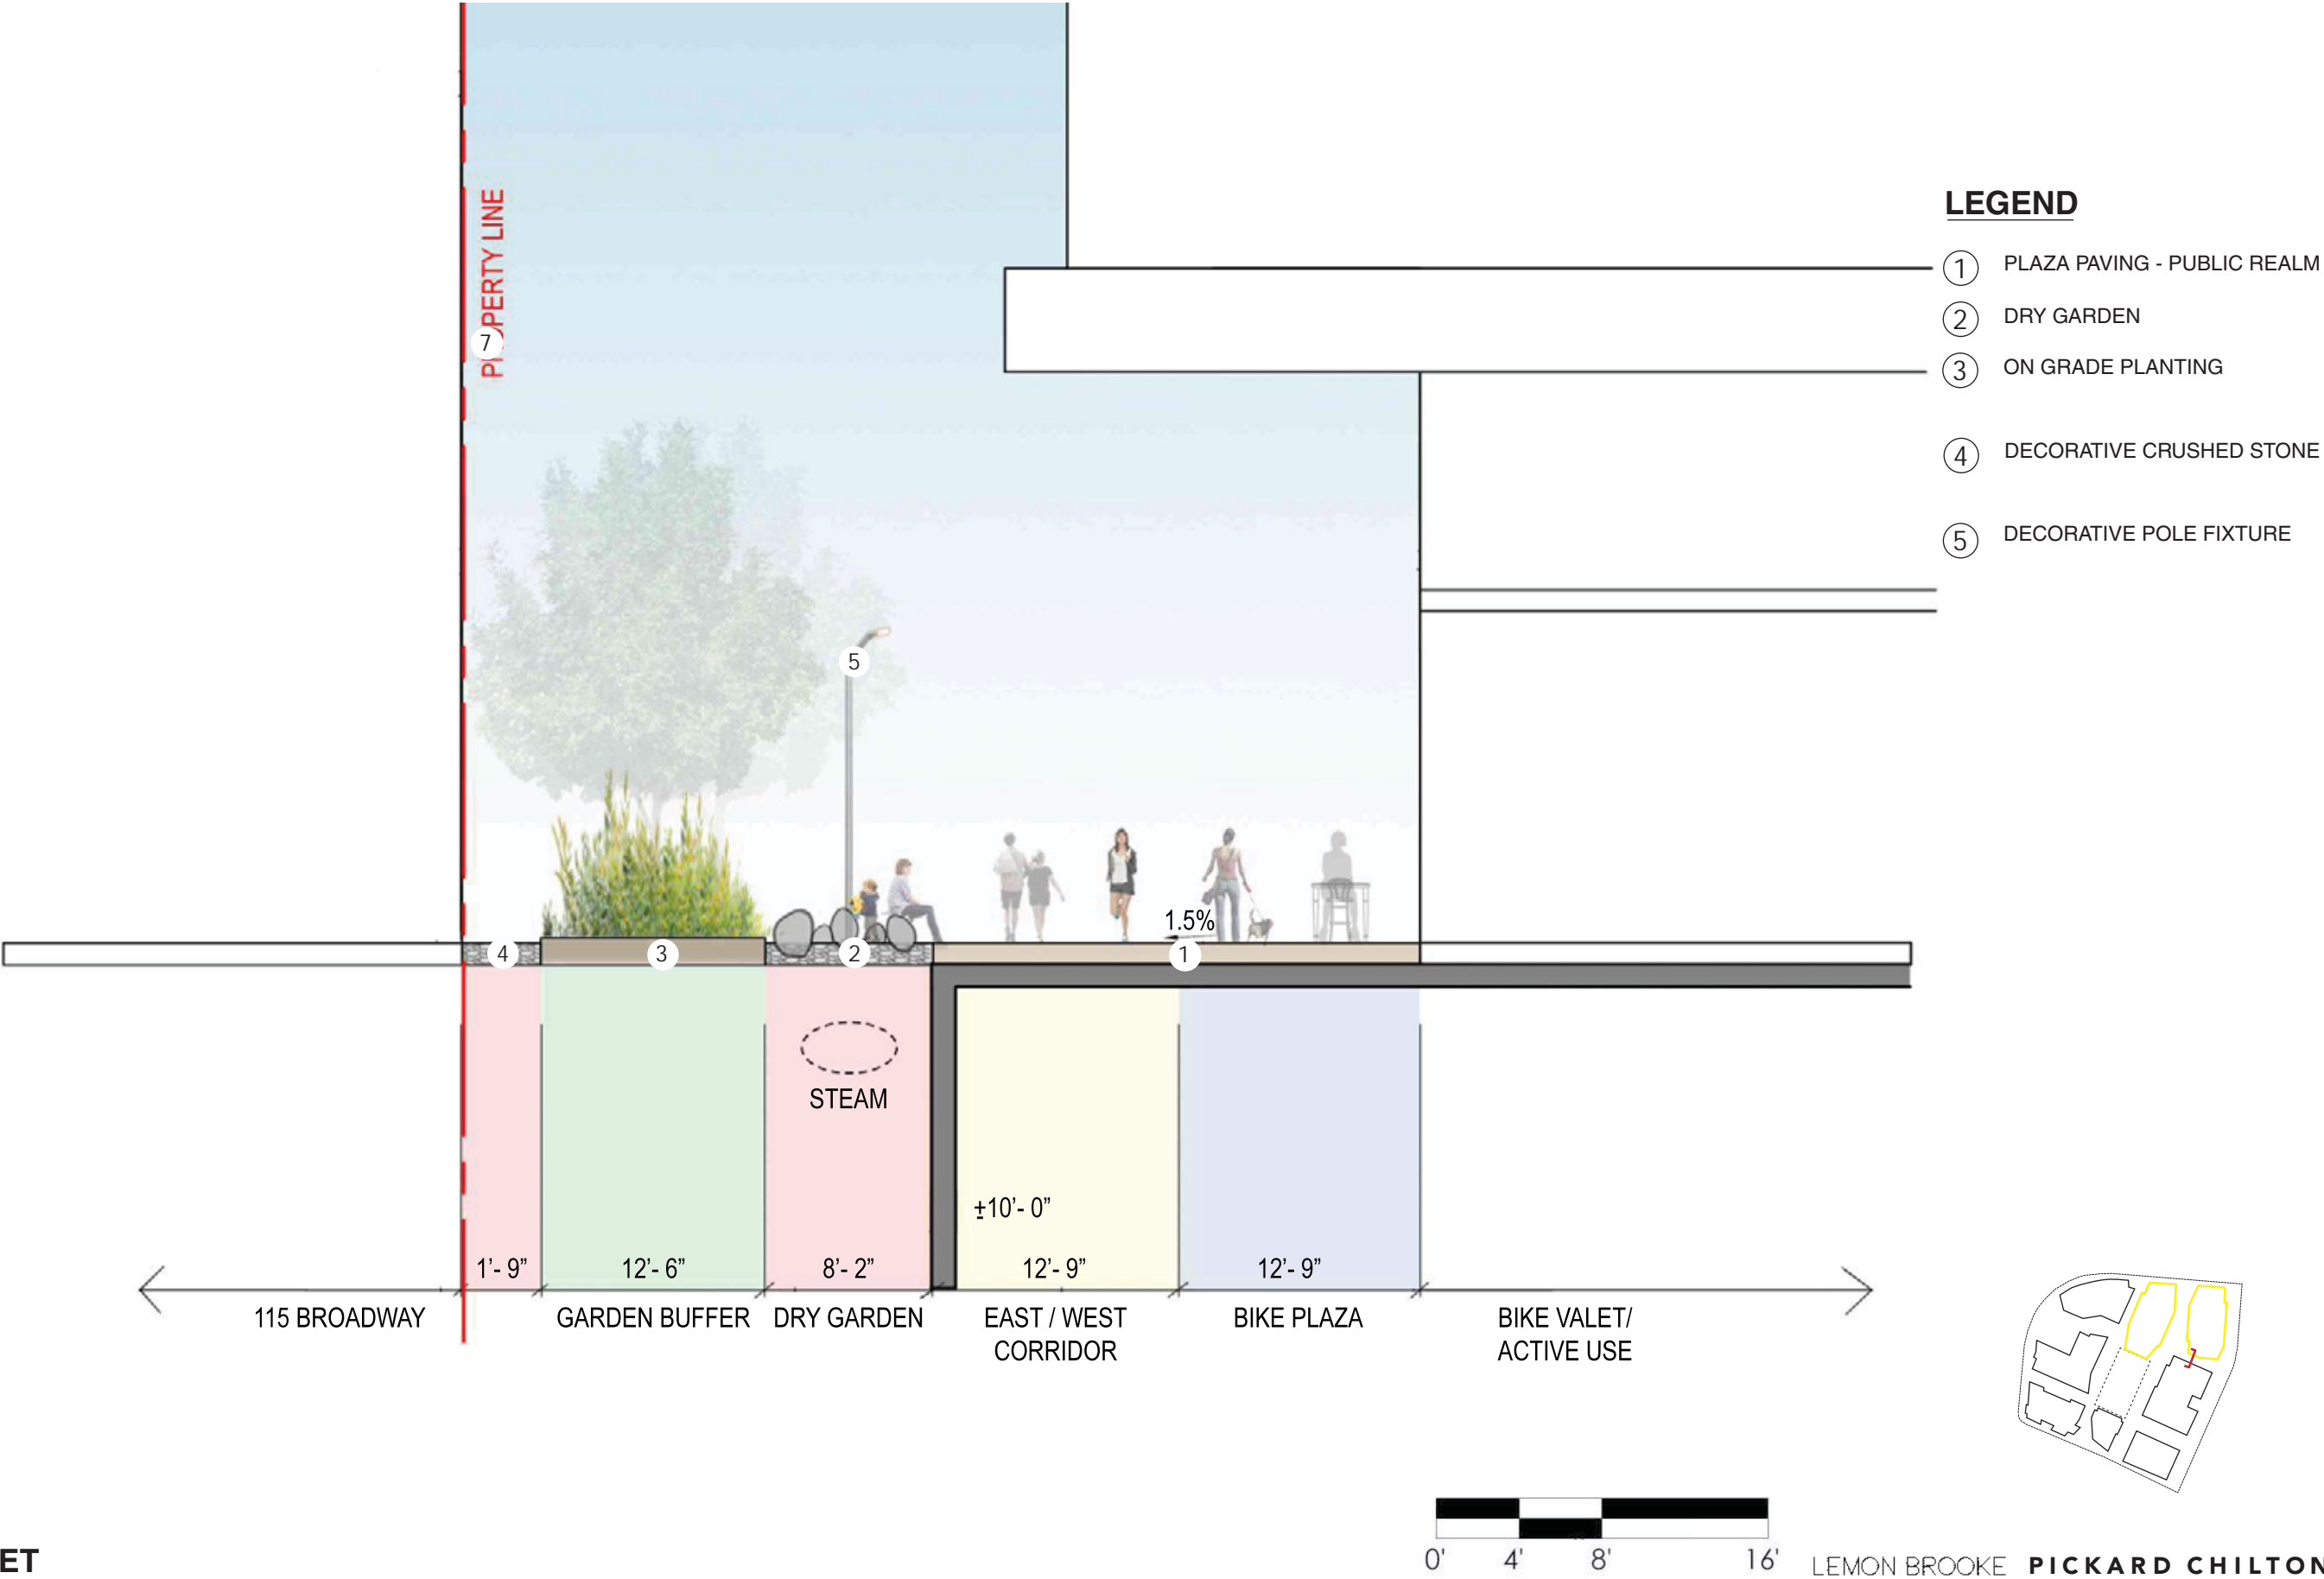 LEGEND
1 PLAZA PAVING - PUBLIC REALM
2 DRY GARDEN
3 ON GRADE PLANTING
4 DECORATIVE CRUSHED STONE
5 DECORATIVE POLE FIXTURE
PROPERTY LINE
7
5
1.5%
4
3
2
1
STEAM
±10'- 0”
1'- 9”
12'- 6”
8'- 2”
12'- 9”
12'- 9”
115 BROADWAY
GARDEN BUFFER
DRY GARDEN
EAST / WEST
CORRIDOR
BIKE PLAZA
BIKE VALET/
ACTIVE USE
0' 4' 8' 16'
ET
LEMON BROOKE PICKARD CHILTON